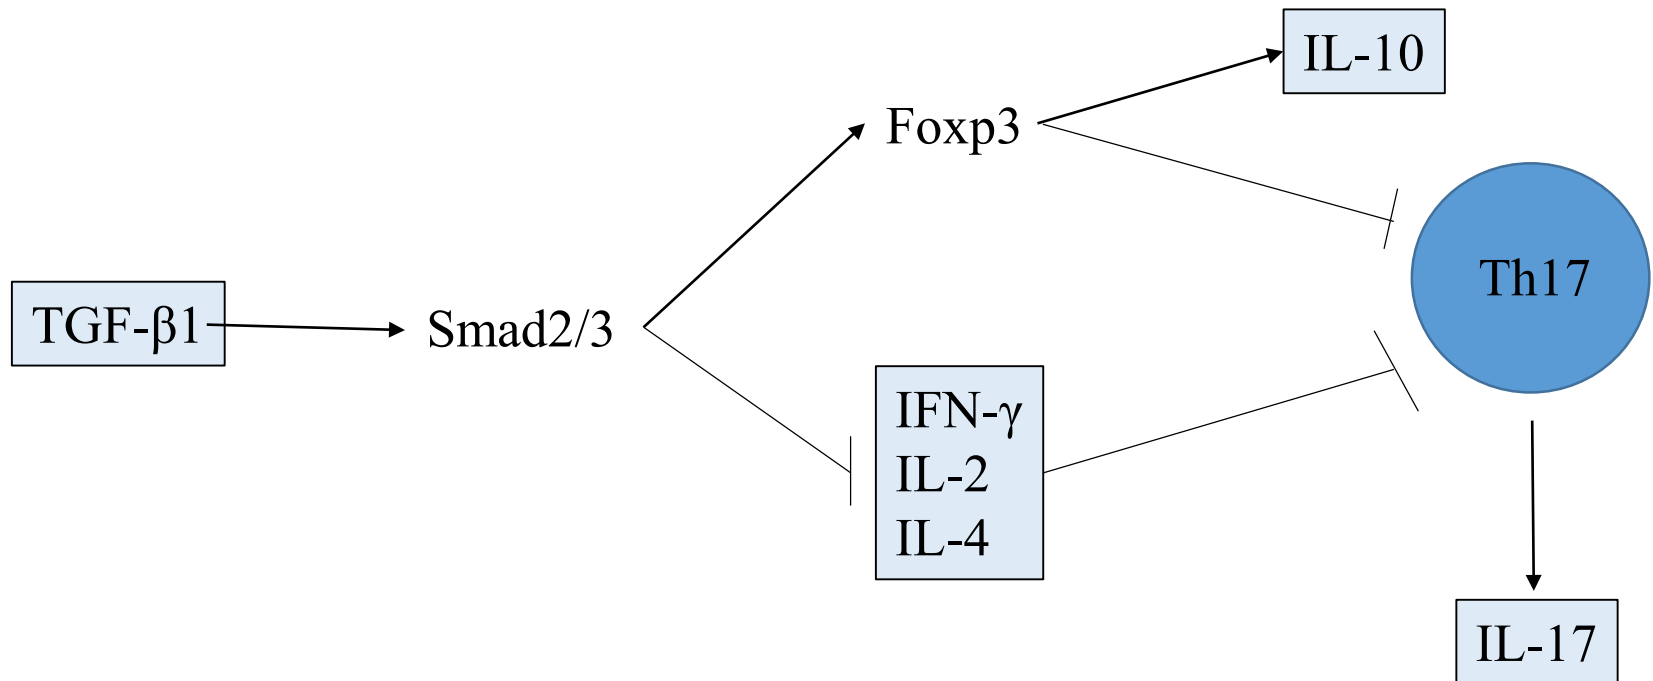 IL-10
Foxp3
Th17
TGF-β1
Smad2/3
IFN-γ
IL-2
IL-4
IL-17